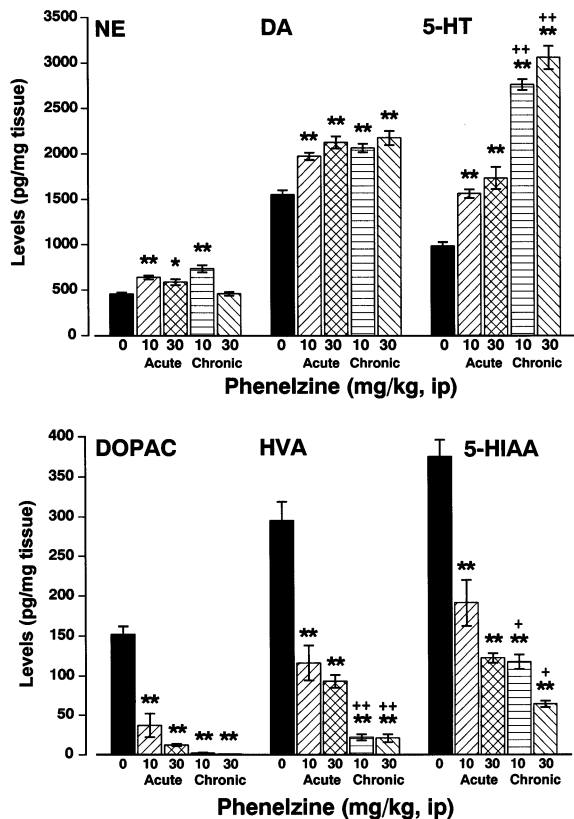 NE DA 5-HT
Levels (pg/mg tissue)
3500
3000
2500
2000
1500
1000
500
0
** * **
** ** ** **
** ** ++ ** ++ **
0 10 30 10 30 0 10 30 10 30 0 10 30 10 30
Acute Chronic Acute Chronic Acute Chronic
Phenelzine (mg/kg, ip)
DOPAC HVA 5-HIAA
Levels (pg/mg tissue)
400
350
300
250
200
150
100
50
0
** ** ** **
** ** ++ ** ++ **
** ** + ** + **
0 10 30 10 30 0 10 30 10 30 0 10 30 10 30
Acute Chronic Acute Chronic Acute Chronic
Phenelzine (mg/kg, ip)